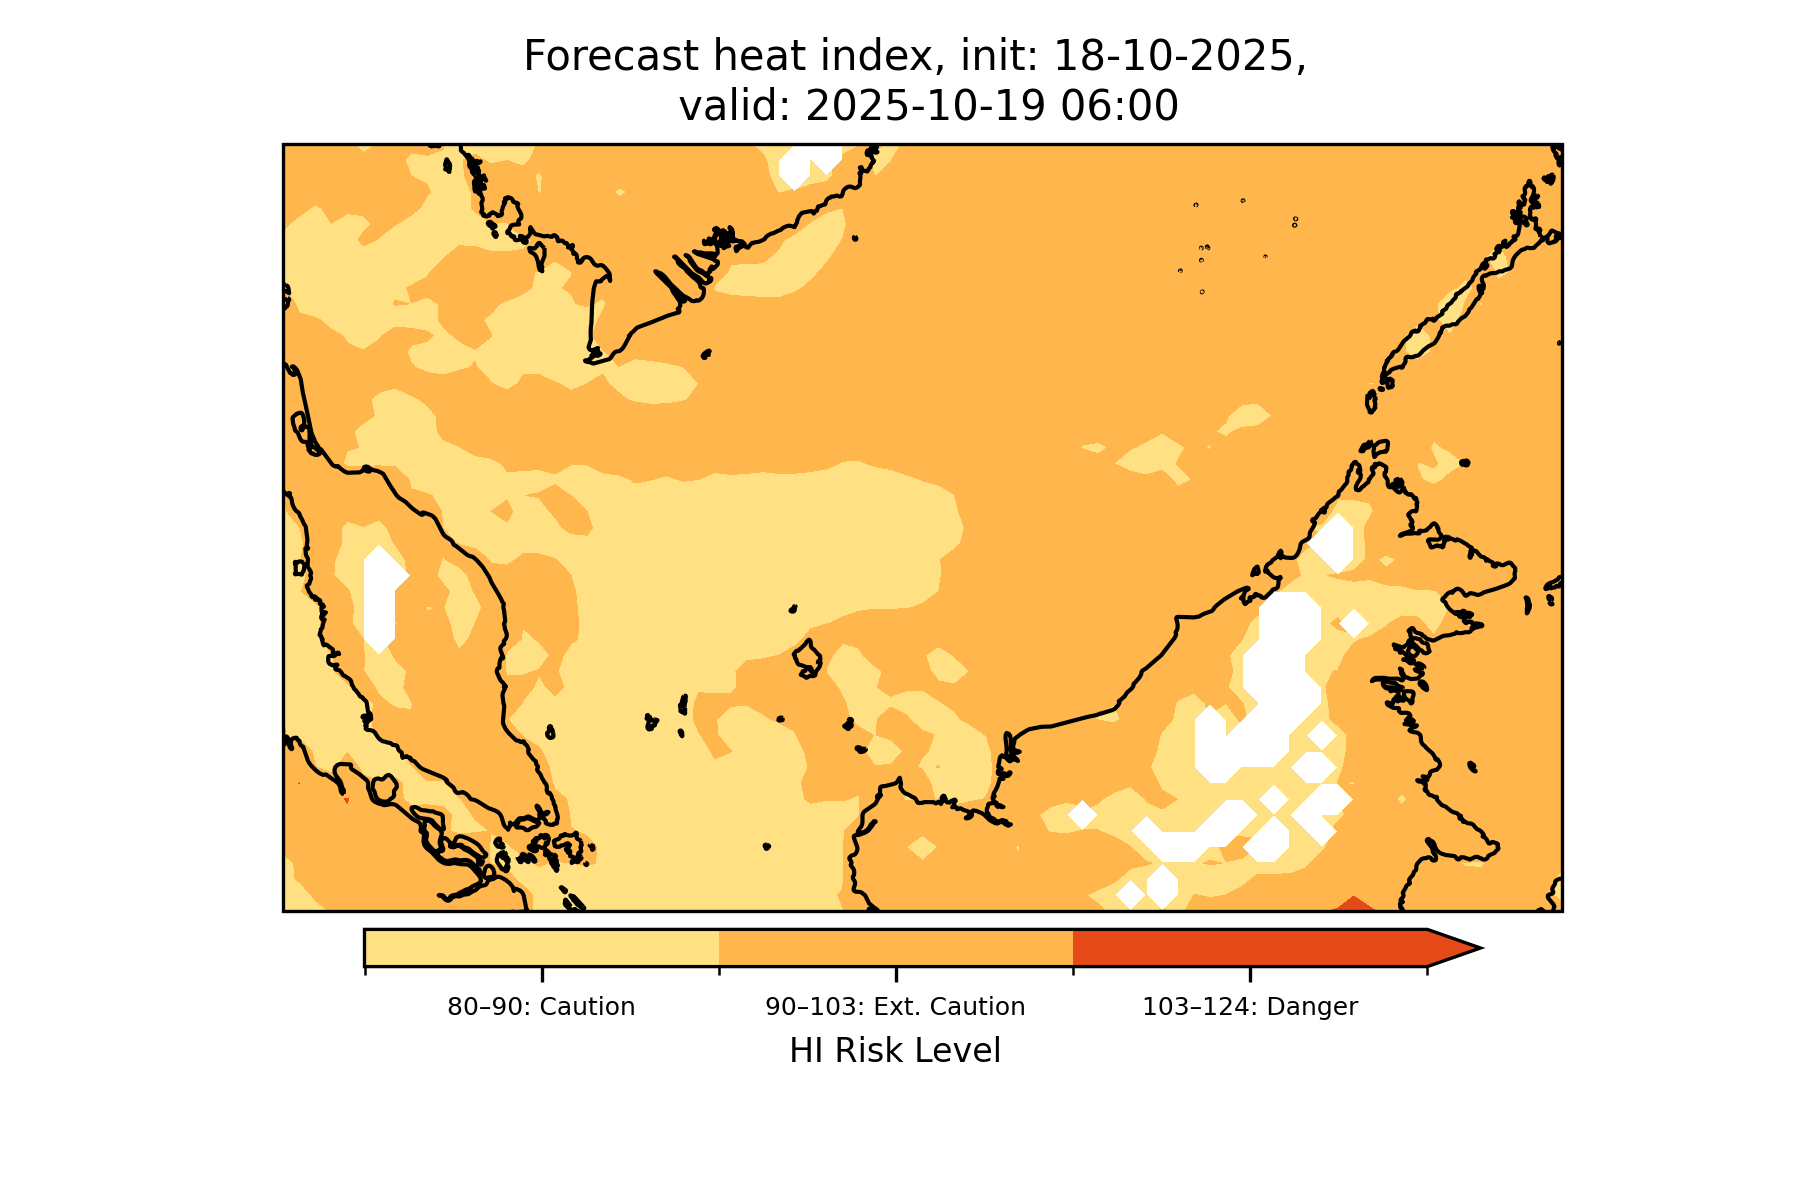 Forecast heat index, init: 18-10-2025,
valid: 2025-10-19 06:00
80–90: Caution
90–103: Ext. Caution
103–124: Danger
HI Risk Level